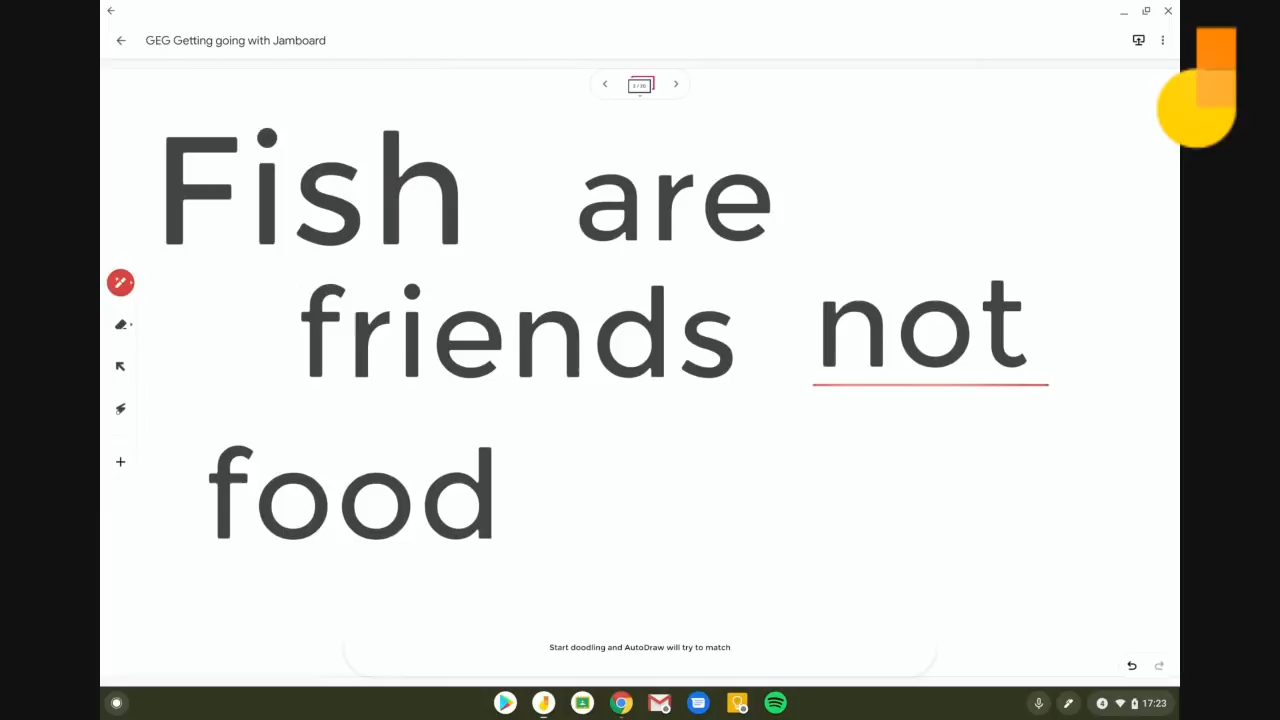 GEG Getting going with Jamboard
Fish are
friends not
food
Start doodling and AutoDraw will try to match
4 17:23